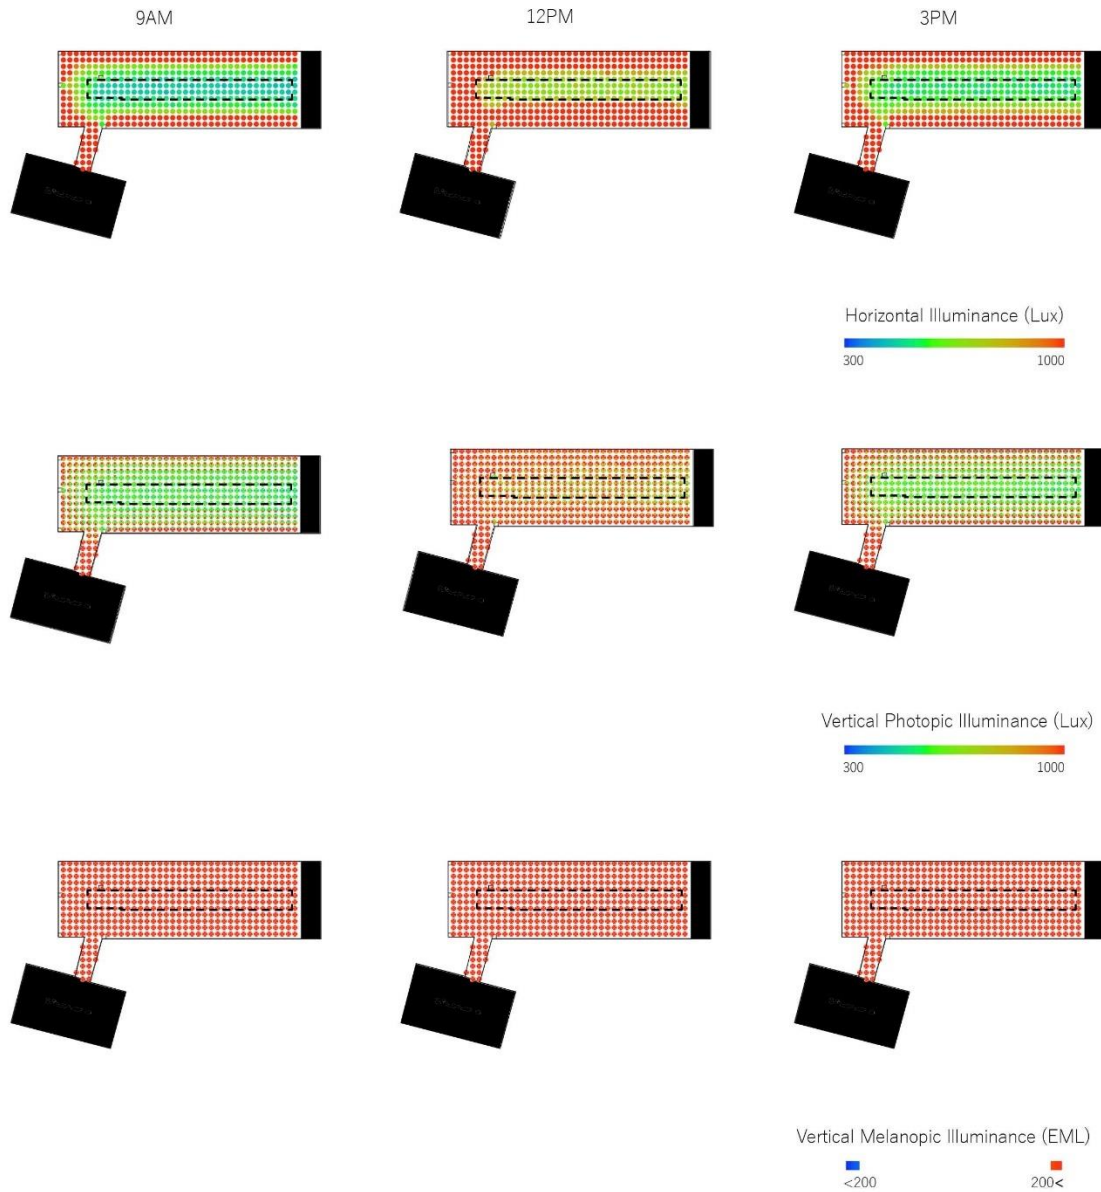 9AM
12PM
3PM
Horizontal Illuminance (Lux)
300
1000
Vertical Photopic Illuminance (Lux)
300
1000
Vertical Melanopic Illuminance (EML)
<200
200<